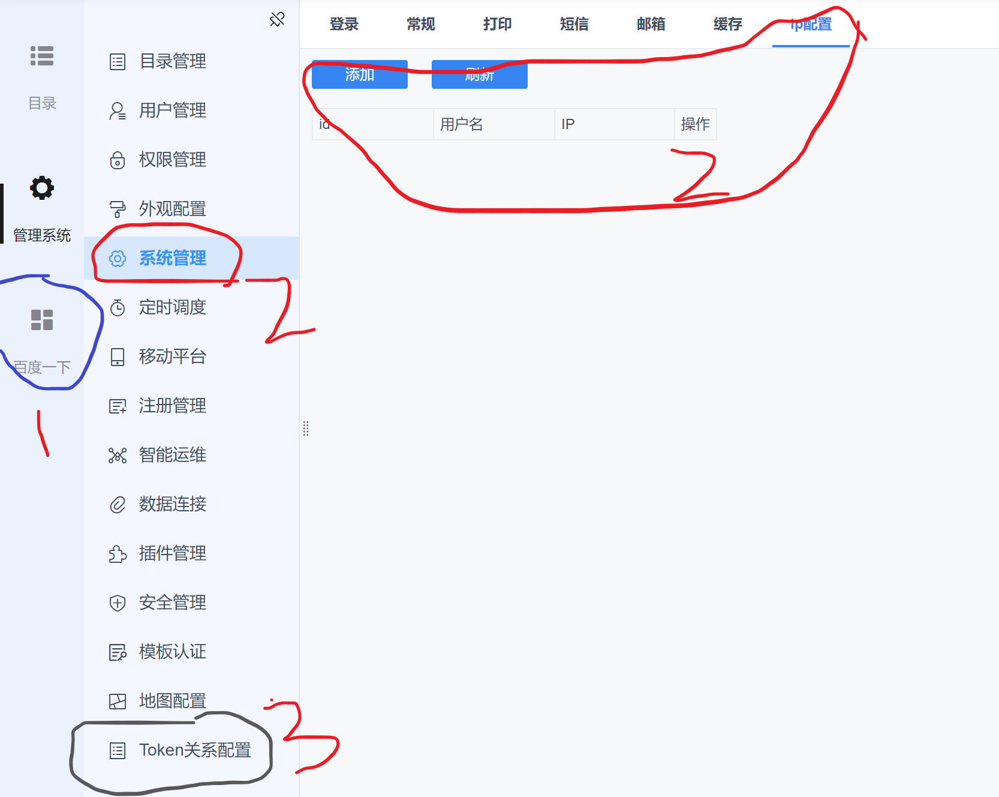 目录
管理系统
百度一下
1
目录管理
用户管理
权限管理
外观配置
系统管理
2
定时调度
移动平台
注册管理
智能运维
数据连接
插件管理
安全管理
模板认证
地图配置
Token关系配置
3
登录 常规 打印 短信 邮箱 缓存 Ip配置
添加 刷新
id 用户名 IP 操作
2